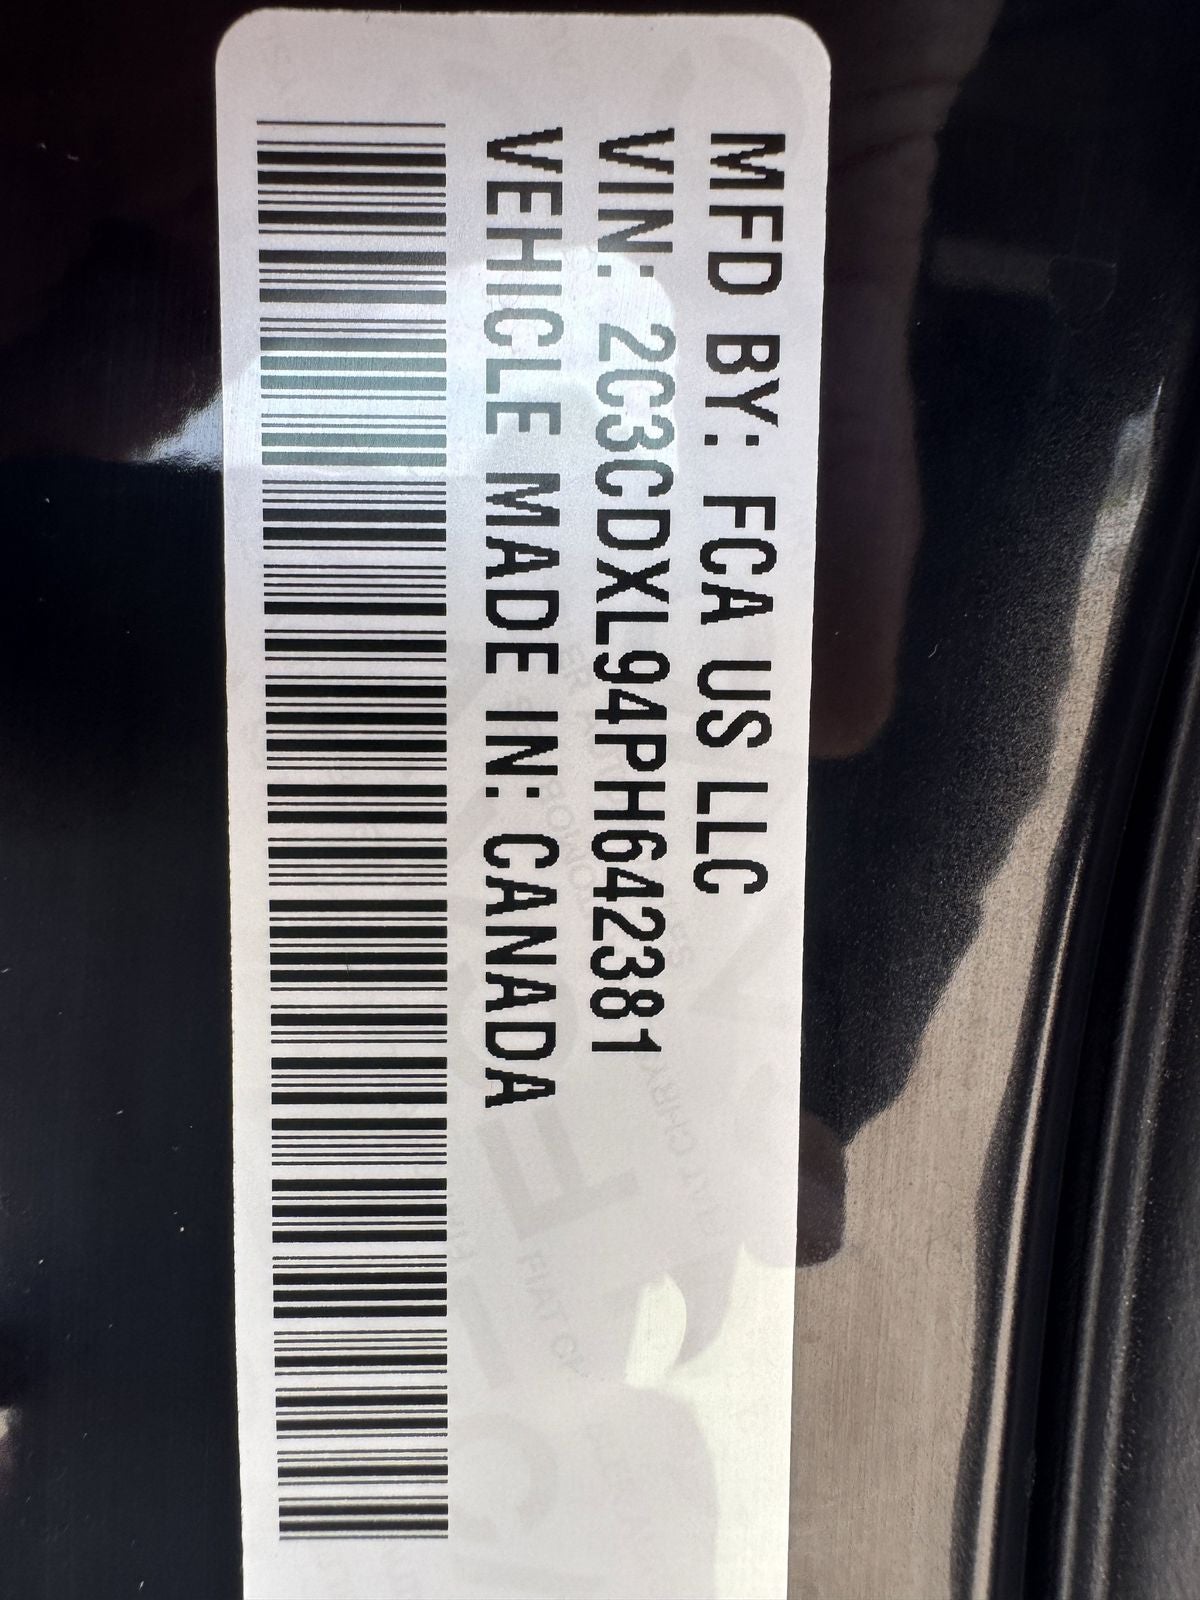 MFD BY: FCA US LLC
VIN: 2C3CDXL94PH642381
VEHICLE MADE IN: CANADA